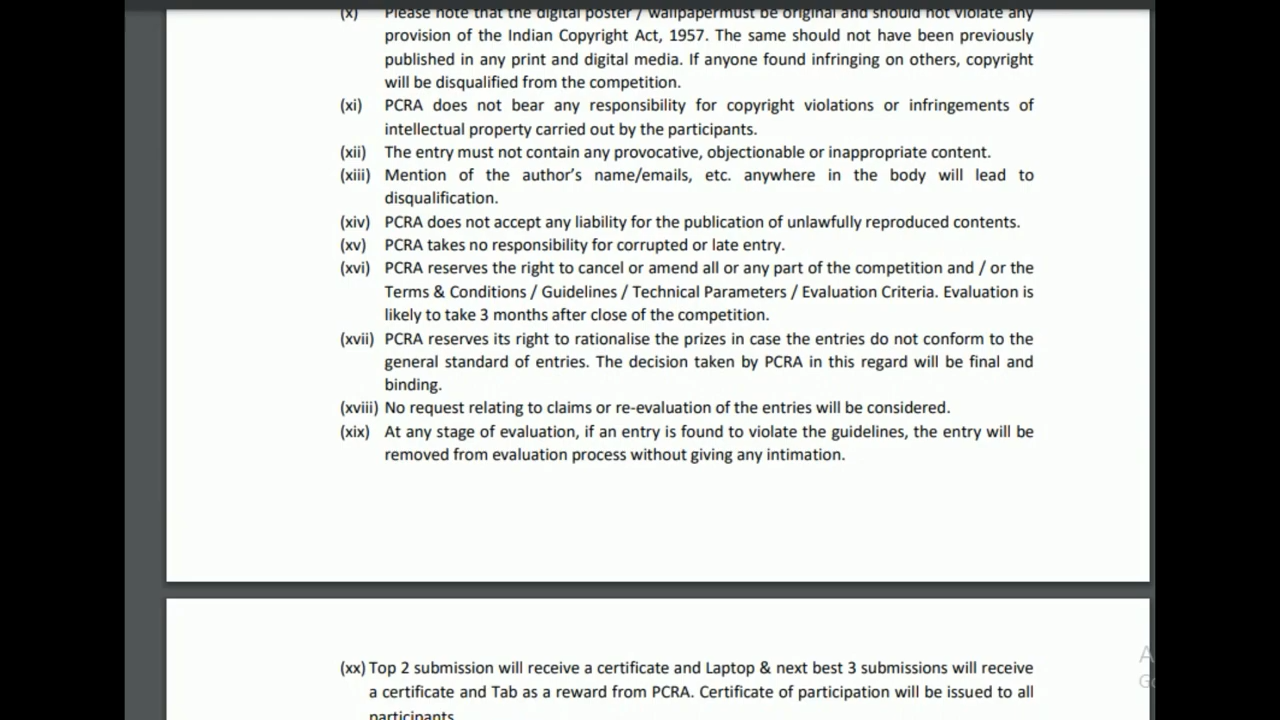 (x) Please note that the digital poster / wallpapermust be original and should not violate any
provision of the Indian Copyright Act, 1957. The same should not have been previously
published in any print and digital media. If anyone found infringing on others, copyright
will be disqualified from the competition.
(xi) PCRA does not bear any responsibility for copyright violations or infringements of
intellectual property carried out by the participants.
(xii) The entry must not contain any provocative, objectionable or inappropriate content.
(xiii) Mention of the author's name/emails, etc. anywhere in the body will lead to
disqualification.
(xiv) PCRA does not accept any liability for the publication of unlawfully reproduced contents.
(xv) PCRA takes no responsibility for corrupted or late entry.
(xvi) PCRA reserves the right to cancel or amend all or any part of the competition and / or the
Terms & Conditions / Guidelines / Technical Parameters / Evaluation Criteria. Evaluation is
likely to take 3 months after close of the competition.
(xvii) PCRA reserves its right to rationalise the prizes in case the entries do not conform to the
general standard of entries. The decision taken by PCRA in this regard will be final and
binding.
(xviii) No request relating to claims or re-evaluation of the entries will be considered.
(xix) At any stage of evaluation, if an entry is found to violate the guidelines, the entry will be
removed from evaluation process without giving any intimation.
(xx) Top 2 submission will receive a certificate and Laptop & next best 3 submissions will receive
a certificate and Tab as a reward from PCRA. Certificate of participation will be issued to all
participants